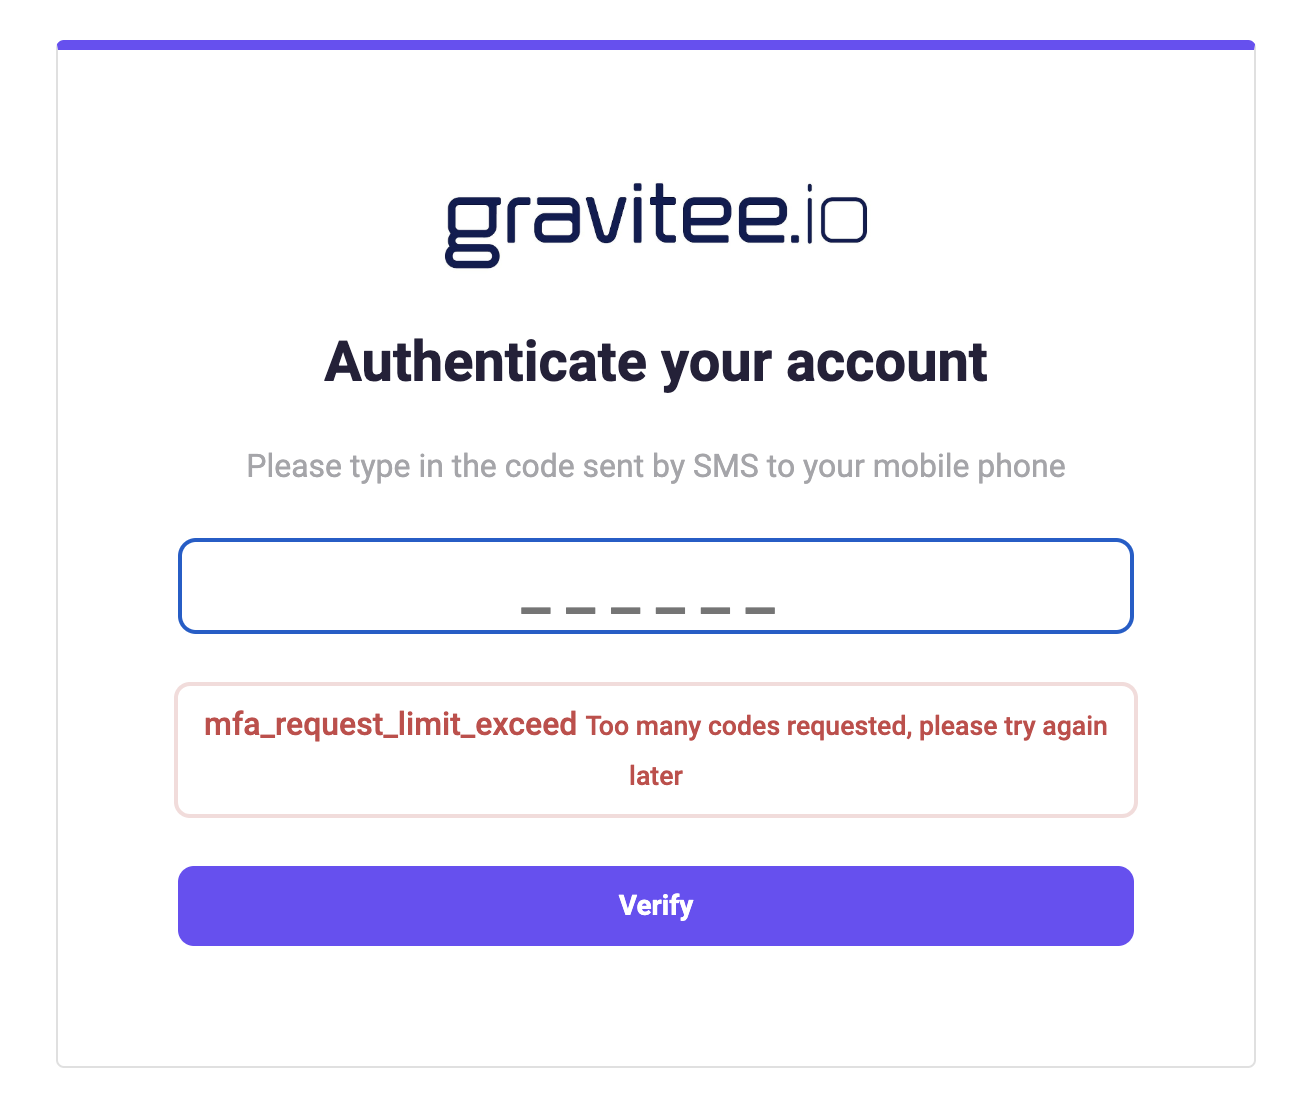 gravitee.io
Authenticate your account
Please type in the code sent by SMS to your mobile phone
_ _ _ _ _ _
mfa_request_limit_exceed Too many codes requested, please try again
later
Verify